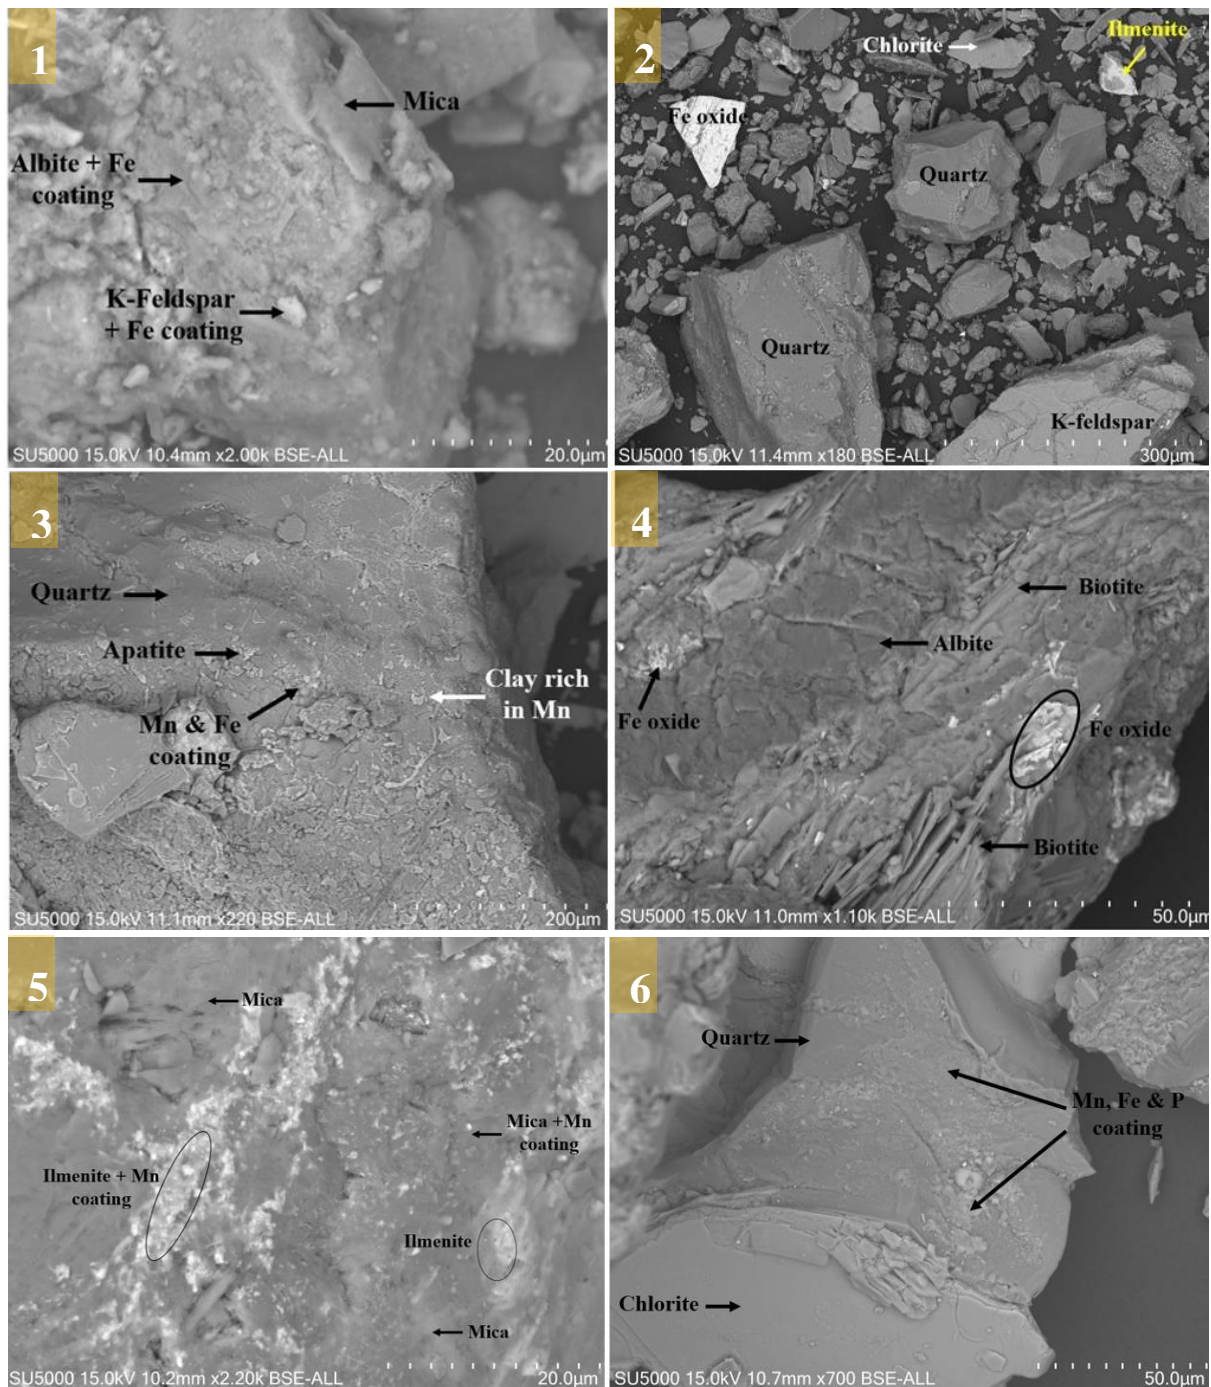 1
Mica
Albite + Fe
coating
K-Feldspar
+ Fe coating
SU5000 15.0kV 10.4mm x2.00k BSE-ALL
20.0µm
2
Chlorite
Ilmenite
Fe oxide
Quartz
Quartz
K-feldspar
SU5000 15.0kV 11.4mm x180 BSE-ALL
300µm
3
Quartz
Apatite
Clay rich
in Mn
Mn & Fe
coating
SU5000 15.0kV 11.1mm x220 BSE-ALL
200µm
4
Biotite
Albite
Fe oxide
Fe oxide
Biotite
SU5000 15.0kV 11.0mm x1.10k BSE-ALL
50.0µm
5
Mica
Mica +Mn
coating
Ilmenite + Mn
coating
Ilmenite
Mica
SU5000 15.0kV 10.2mm x2.20k BSE-ALL
20.0µm
6
Quartz
Mn, Fe & P
coating
Chlorite
SU5000 15.0kV 10.7mm x700 BSE-ALL
50.0µm